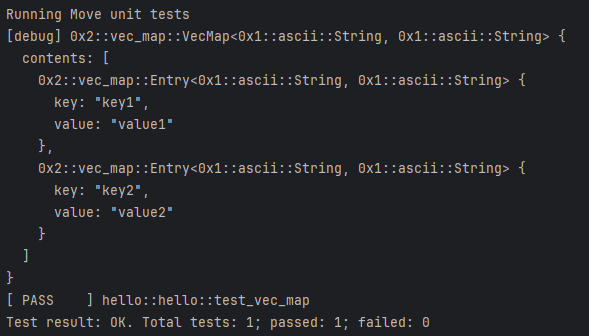 Running Move unit tests
[debug] 0x2::vec_map::VecMap<0x1::ascii::String, 0x1::ascii::String> {
  contents: [
    0x2::vec_map::Entry<0x1::ascii::String, 0x1::ascii::String> {
      key: "key1",
      value: "value1"
    },
    0x2::vec_map::Entry<0x1::ascii::String, 0x1::ascii::String> {
      key: "key2",
      value: "value2"
    }
  ]
}
[ PASS    ] hello::hello::test_vec_map
Test result: OK. Total tests: 1; passed: 1; failed: 0